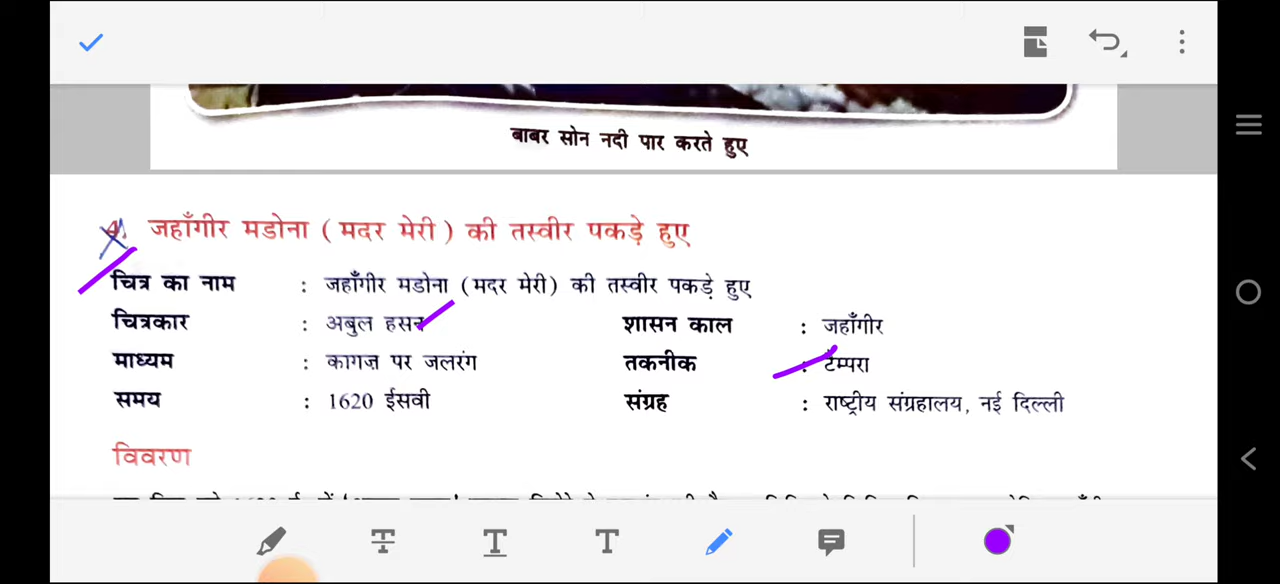 बाबर सोन नदी पार करते हुए
4. जहाँगीर मडोना (मदर मेरी) की तस्वीर पकड़े हुए
चित्र का नाम : जहाँगीर मडोना (मदर मेरी) की तस्वीर पकड़े हुए
चित्रकार : अबुल हसन शासन काल : जहाँगीर
माध्यम : कागज़ पर जलरंग तकनीक : टेम्परा
समय : 1620 ईसवी संग्रह : राष्ट्रीय संग्रहालय, नई दिल्ली
विवरण